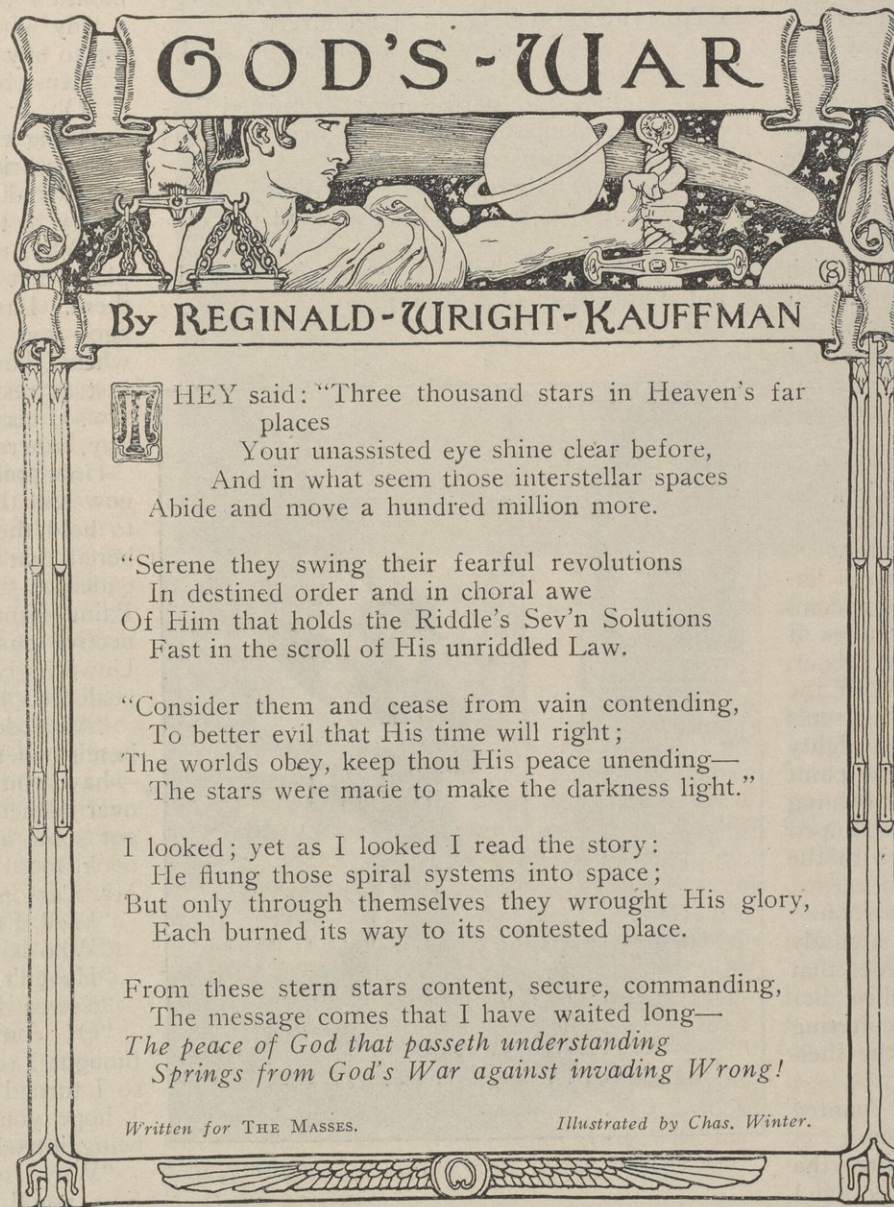 GOD'S-WAR
By REGINALD-WRIGHT-KAUFFMAN
THEY said: "Three thousand stars in Heaven's far
places
Your unassisted eye shine clear before,
And in what seem those interstellar spaces
Abide and move a hundred million more.
"Serene they swing their fearful revolutions
In destined order and in choral awe
Of Him that holds the Riddle's Sev'n Solutions
Fast in the scroll of His unriddled Law.
"Consider them and cease from vain contending,
To better evil that His time will right;
The worlds obey, keep thou His peace unending—
The stars were made to make the darkness light."
I looked; yet as I looked I read the story:
He flung those spiral systems into space;
But only through themselves they wrought His glory,
Each burned its way to its contested place.
From these stern stars content, secure, commanding,
The message comes that I have waited long—
The peace of God that passeth understanding
Springs from God's War against invading Wrong!
Written for THE MASSES. Illustrated by Chas. Winter.